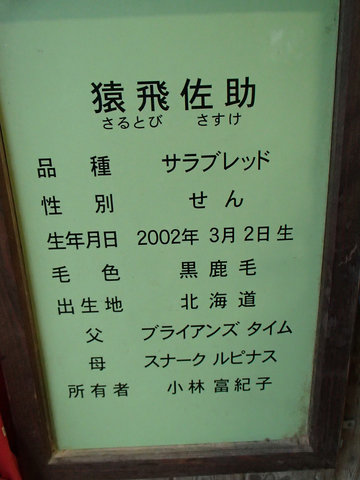 猿飛佐助
さるとび さすけ
品種 サラブレッド
性別 せん
生年月日 2002年 3月 2日生
毛色 黒鹿毛
出生地 北海道
父 ブライアンズ タイム
母 スナーク ルピナス
所有者 小林 富紀子